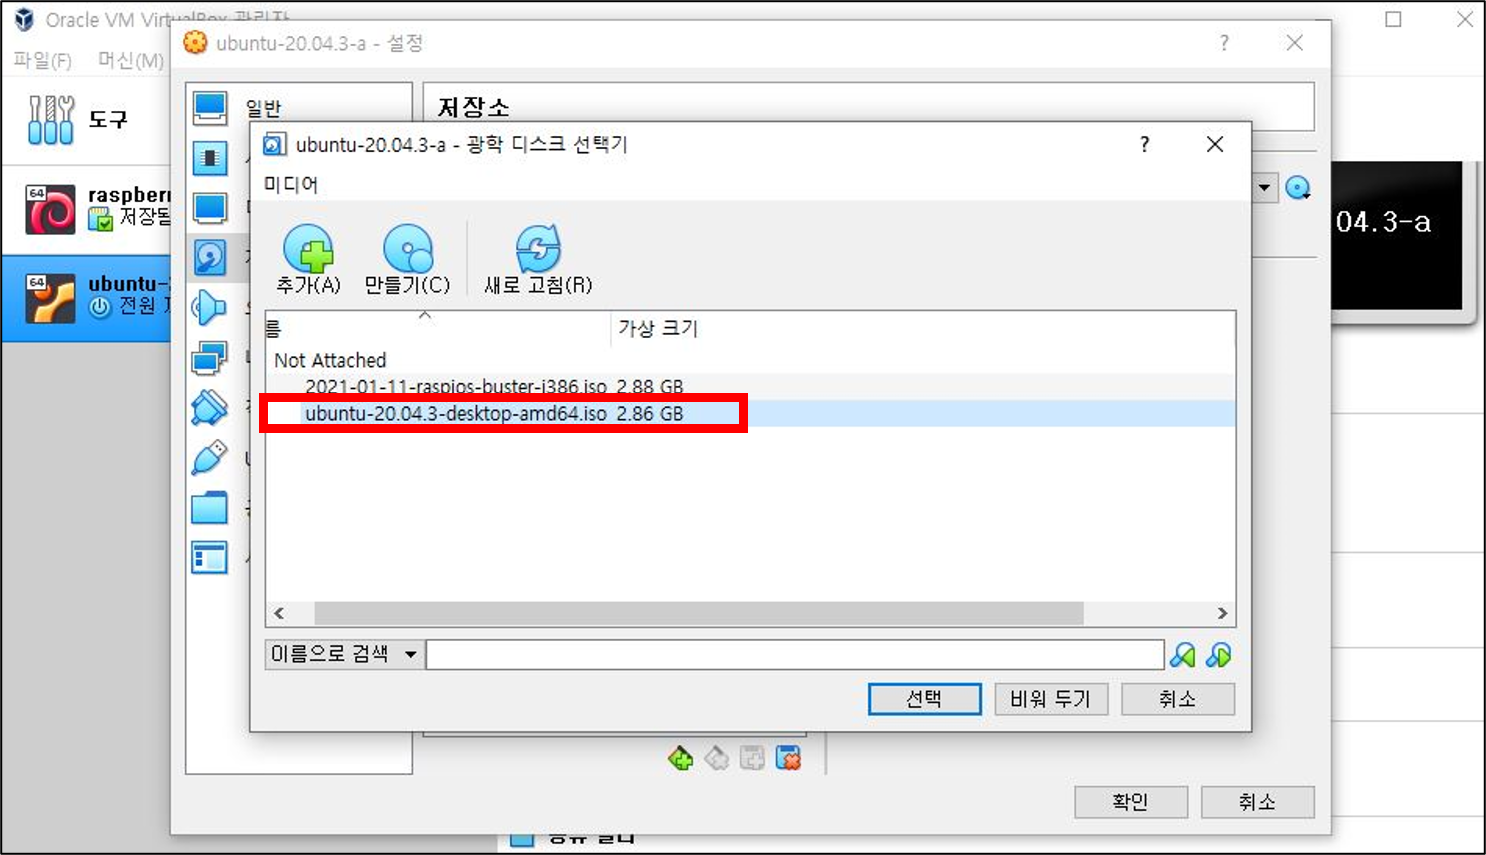 Oracle VM VirtualBox 관리자
파일(F) 머신(M)
ubuntu-20.04.3-a - 설정
도구
일반
저장소
ubuntu-20.04.3-a - 광학 디스크 선택기
미디어
raspberr
저장됨
04.3-a
추가(A) 만들기(C) 새로 고침(R)
ubuntu-
전원
름 가상 크기
Not Attached
2021-01-11-raspios-buster-i386.iso 2.88 GB
ubuntu-20.04.3-desktop-amd64.iso 2.86 GB
이름으로 검색
선택 비워 두기 취소
확인 취소